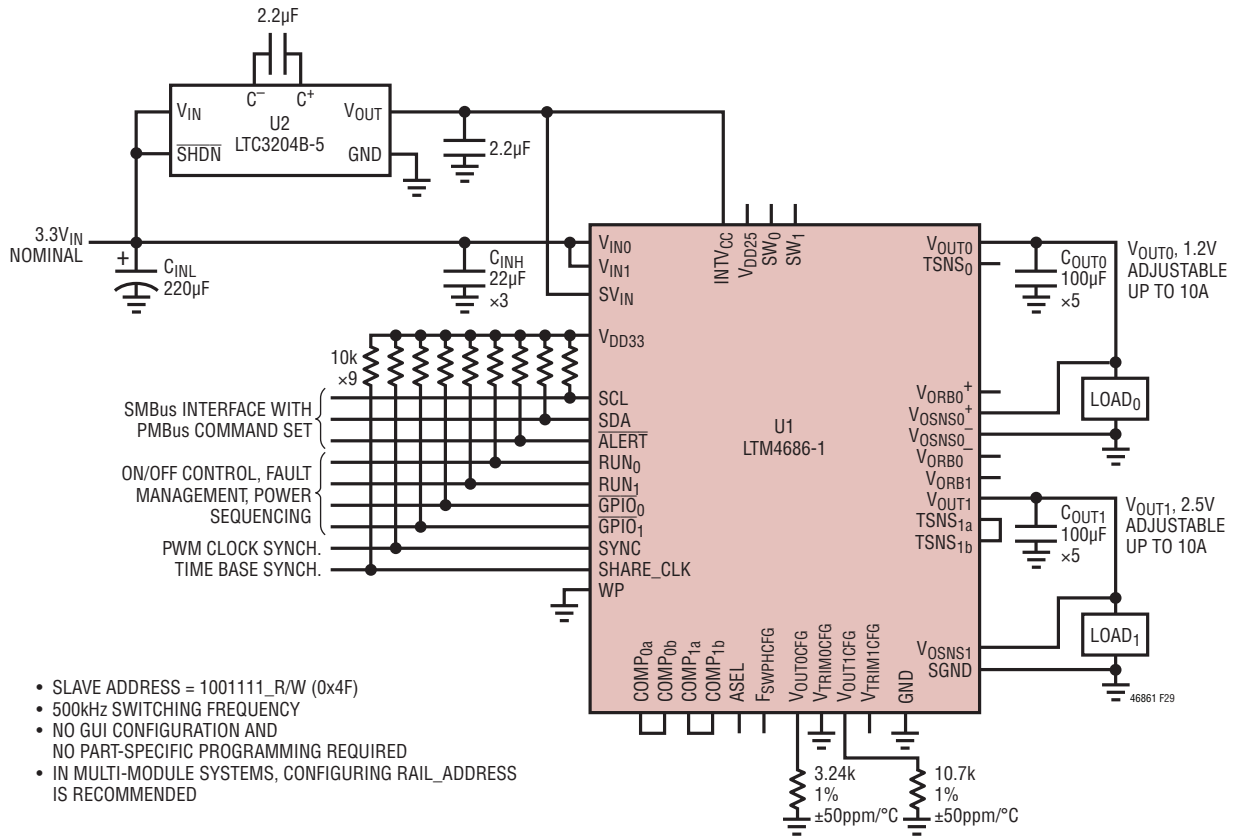 2.2µF
C–
C+
VIN
VOUT
U2
LTC3204B-5
SHDN
GND
2.2µF
3.3VIN
NOMINAL
+
CINL
220µF
CINH
22µF
×3
VIN0
VIN1
SVIN
VDD33
INTVCC
VDD25
SW0
SW1
10k
×9
SMBus INTERFACE WITH
PMBus COMMAND SET
ON/OFF CONTROL, FAULT
MANAGEMENT, POWER
SEQUENCING
PWM CLOCK SYNCH.
TIME BASE SYNCH.
SCL
SDA
ALERT
RUN0
RUN1
GPIO0
GPIO1
SYNC
SHARE_CLK
WP
U1
LTM4686-1
VOUT0
TSNS0
VORB0+
VOSNS0+
VOSNS0–
VORB0–
VORB1
VOUT1
TSNS1a
TSNS1b
VOSNS1
SGND
COUT0
100µF
×5
VOUT0, 1.2V
ADJUSTABLE
UP TO 10A
LOAD0
COUT1
100µF
×5
VOUT1, 2.5V
ADJUSTABLE
UP TO 10A
LOAD1
46861 F29
COMP0a
COMP0b
COMP1a
COMP1b
ASEL
FSWPHCFG
VOUT0CFG
VTRIM0CFG
VOUT1CFG
VTRIM1CFG
GND
3.24k
1%
±50ppm/°C
10.7k
1%
±50ppm/°C
• SLAVE ADDRESS = 1001111_R/W (0x4F)
• 500kHz SWITCHING FREQUENCY
• NO GUI CONFIGURATION AND
NO PART-SPECIFIC PROGRAMMING REQUIRED
• IN MULTI-MODULE SYSTEMS, CONFIGURING RAIL_ADDRESS
IS RECOMMENDED